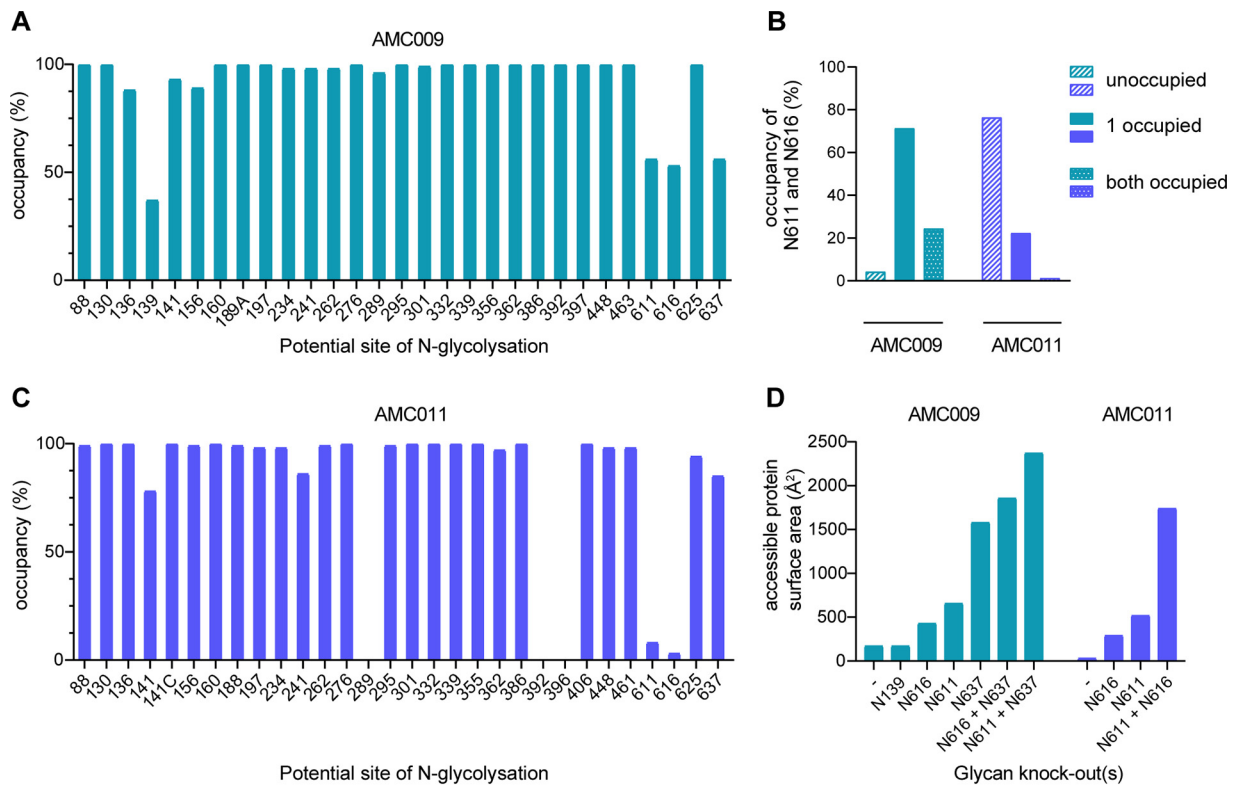 A
AMC009
occupancy (%)
100
50
0
88 130 136 139 141 156 160 189A 197 234 241 262 276 289 295 301 332 339 356 362 386 392 397 448 463 611 616 625 637
Potential site of N-glycolysation
B
occupancy of
N611 and N616 (%)
100
80
60
40
20
0
AMC009 AMC011
unoccupied
1 occupied
both occupied
C
AMC011
occupancy (%)
100
50
0
88 130 136 141 141C 156 160 188 197 234 241 262 276 289 295 301 332 339 355 362 386 392 396 406 448 461 611 616 625 637
Potential site of N-glycolysation
D
AMC009 AMC011
accessible protein
surface area (Å²)
2500
2000
1500
1000
500
0
- N139 N616 N611 N637 N616 + N637 N611 + N637 - N616 N611 N611 + N616
Glycan knock-out(s)